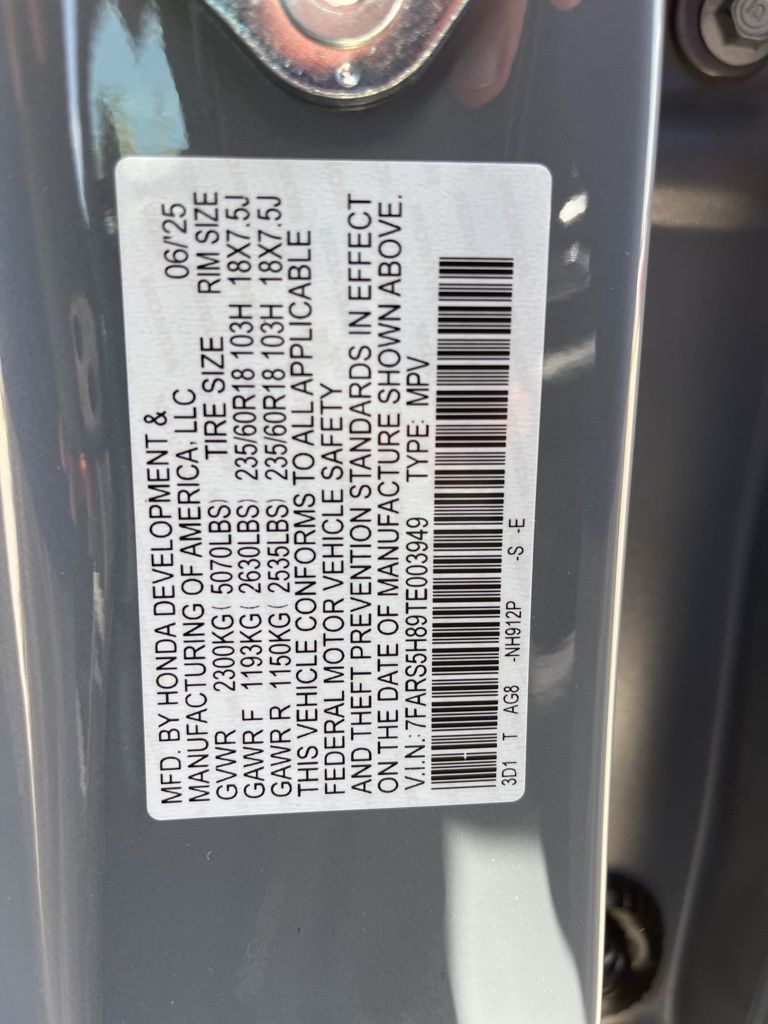 MFD. BY HONDA DEVELOPMENT &
MANUFACTURING OF AMERICA, LLC 06/'25
GVWR 2300KG( 5070LBS) TIRE SIZE RIM SIZE
GAWR F 1193KG( 2630LBS) 235/60R18 103H 18X7.5J
GAWR R 1150KG( 2535LBS) 235/60R18 103H 18X7.5J
THIS VEHICLE CONFORMS TO ALL APPLICABLE
FEDERAL MOTOR VEHICLE SAFETY
AND THEFT PREVENTION STANDARDS IN EFFECT
ON THE DATE OF MANUFACTURE SHOWN ABOVE.
V.I.N.: 7FARS5H89TE003949 TYPE: MPV
3D1 T AG8 -NH912P -S -E